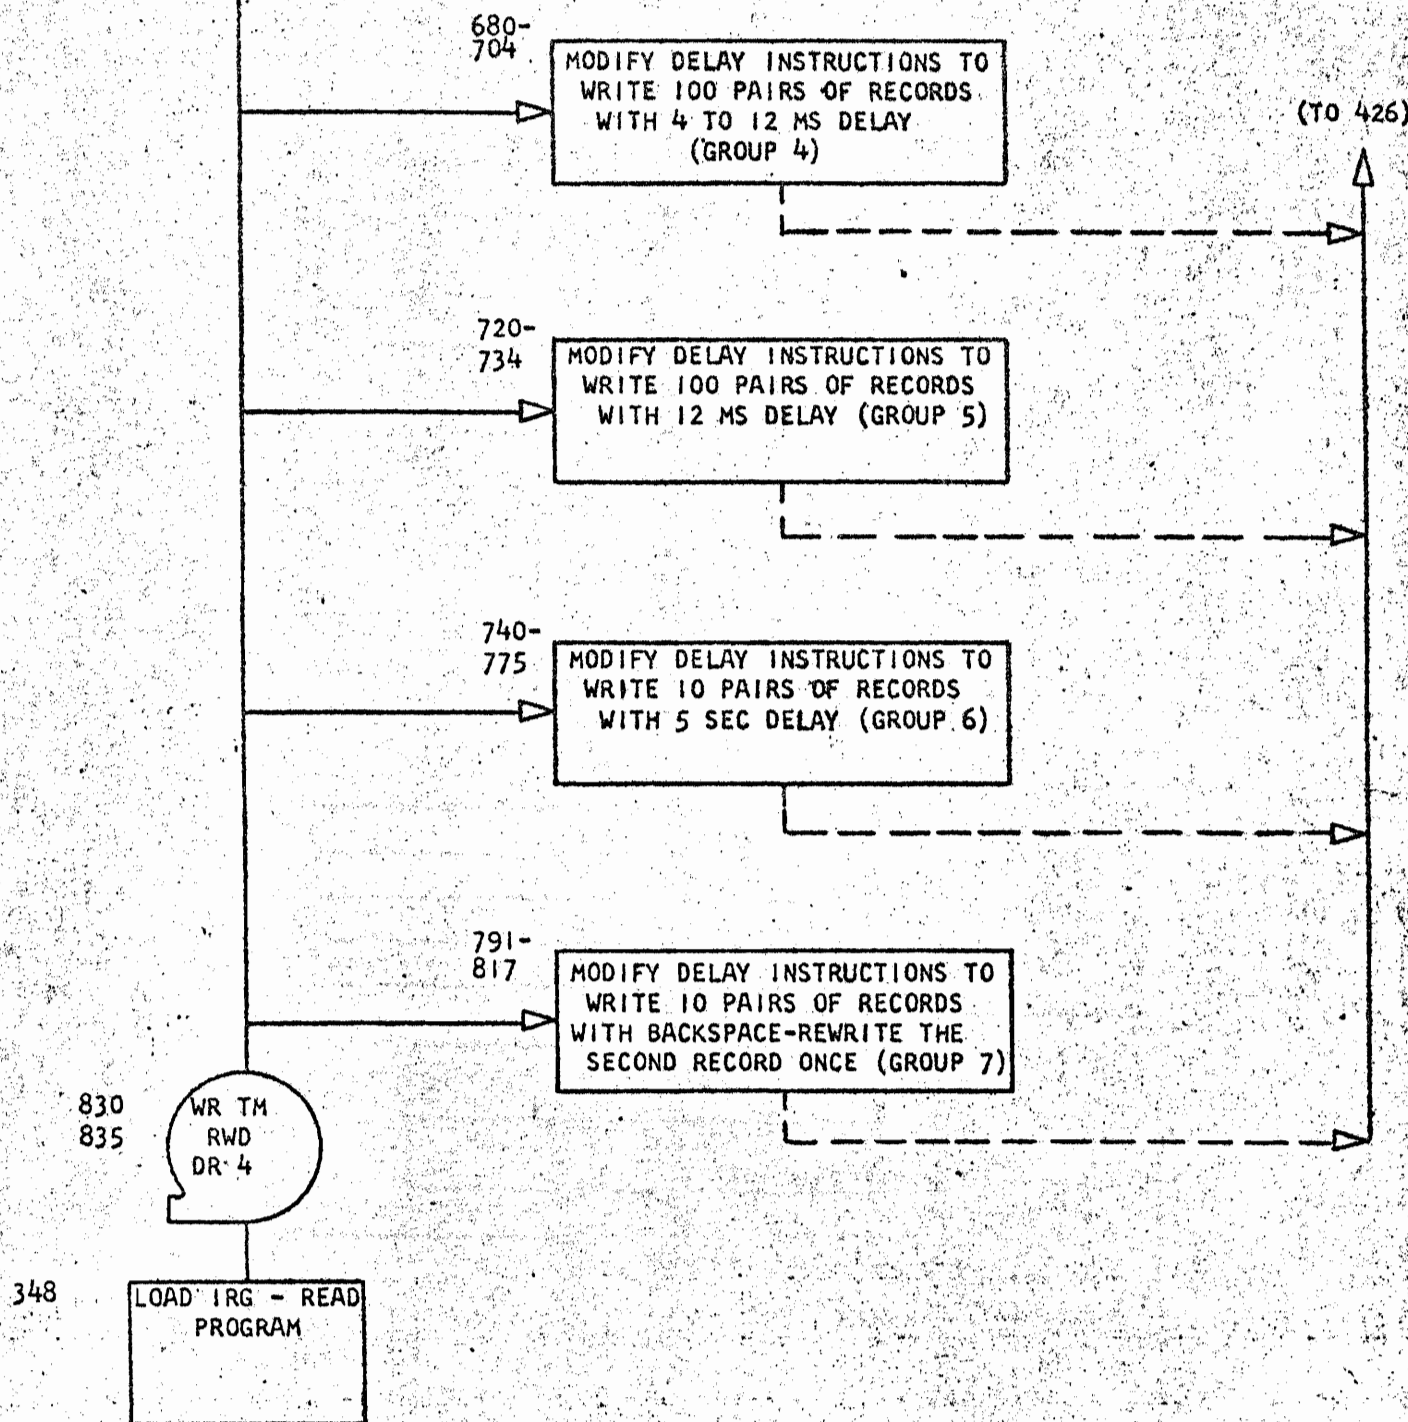 680-
704
MODIFY DELAY INSTRUCTIONS TO
WRITE 100 PAIRS OF RECORDS
WITH 4 TO 12 MS DELAY
(GROUP 4)
(TO 426)
720-
734
MODIFY DELAY INSTRUCTIONS TO
WRITE 100 PAIRS OF RECORDS
WITH 12 MS DELAY (GROUP 5)
740-
775
MODIFY DELAY INSTRUCTIONS TO
WRITE 10 PAIRS OF RECORDS
WITH 5 SEC DELAY (GROUP 6)
791-
817
MODIFY DELAY INSTRUCTIONS TO
WRITE 10 PAIRS OF RECORDS
WITH BACKSPACE-REWRITE THE
SECOND RECORD ONCE (GROUP 7)
830
835
WR TM
RWD
DR 4
348
LOAD IRG - READ
PROGRAM